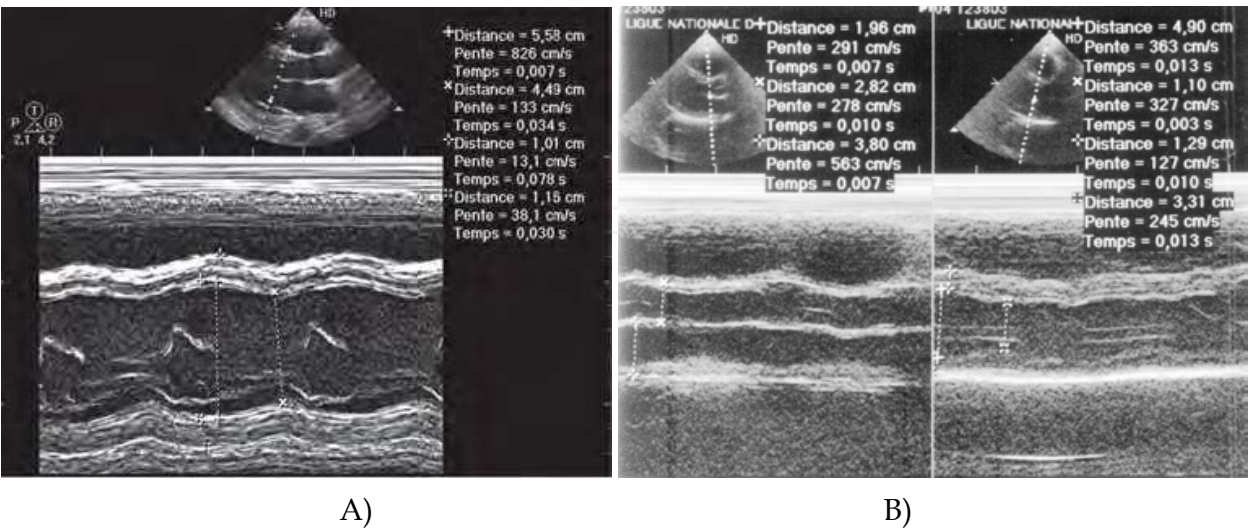 HD
Distance = 5,58 cm
Pente = 826 cm/s
Temps = 0,007 s
Distance = 4,49 cm
Pente = 133 cm/s
Temps = 0,034 s
Distance = 1,01 cm
Pente = 13,1 cm/s
Temps = 0,078 s
Distance = 1,15 cm
Pente = 38,1 cm/s
Temps = 0,030 s
T
P R
2,1 4,2
A)
LIGUE NATIONALE D
HD
Distance = 1,96 cm
Pente = 291 cm/s
Temps = 0,007 s
Distance = 2,82 cm
Pente = 278 cm/s
Temps = 0,010 s
Distance = 3,80 cm
Pente = 563 cm/s
Temps = 0,007 s
104 123803
LIGUE NATIONA
HD
Distance = 4,90 cm
Pente = 363 cm/s
Temps = 0,013 s
Distance = 1,10 cm
Pente = 327 cm/s
Temps = 0,003 s
Distance = 1,29 cm
Pente = 127 cm/s
Temps = 0,010 s
Distance = 3,31 cm
Pente = 245 cm/s
Temps = 0,013 s
B)